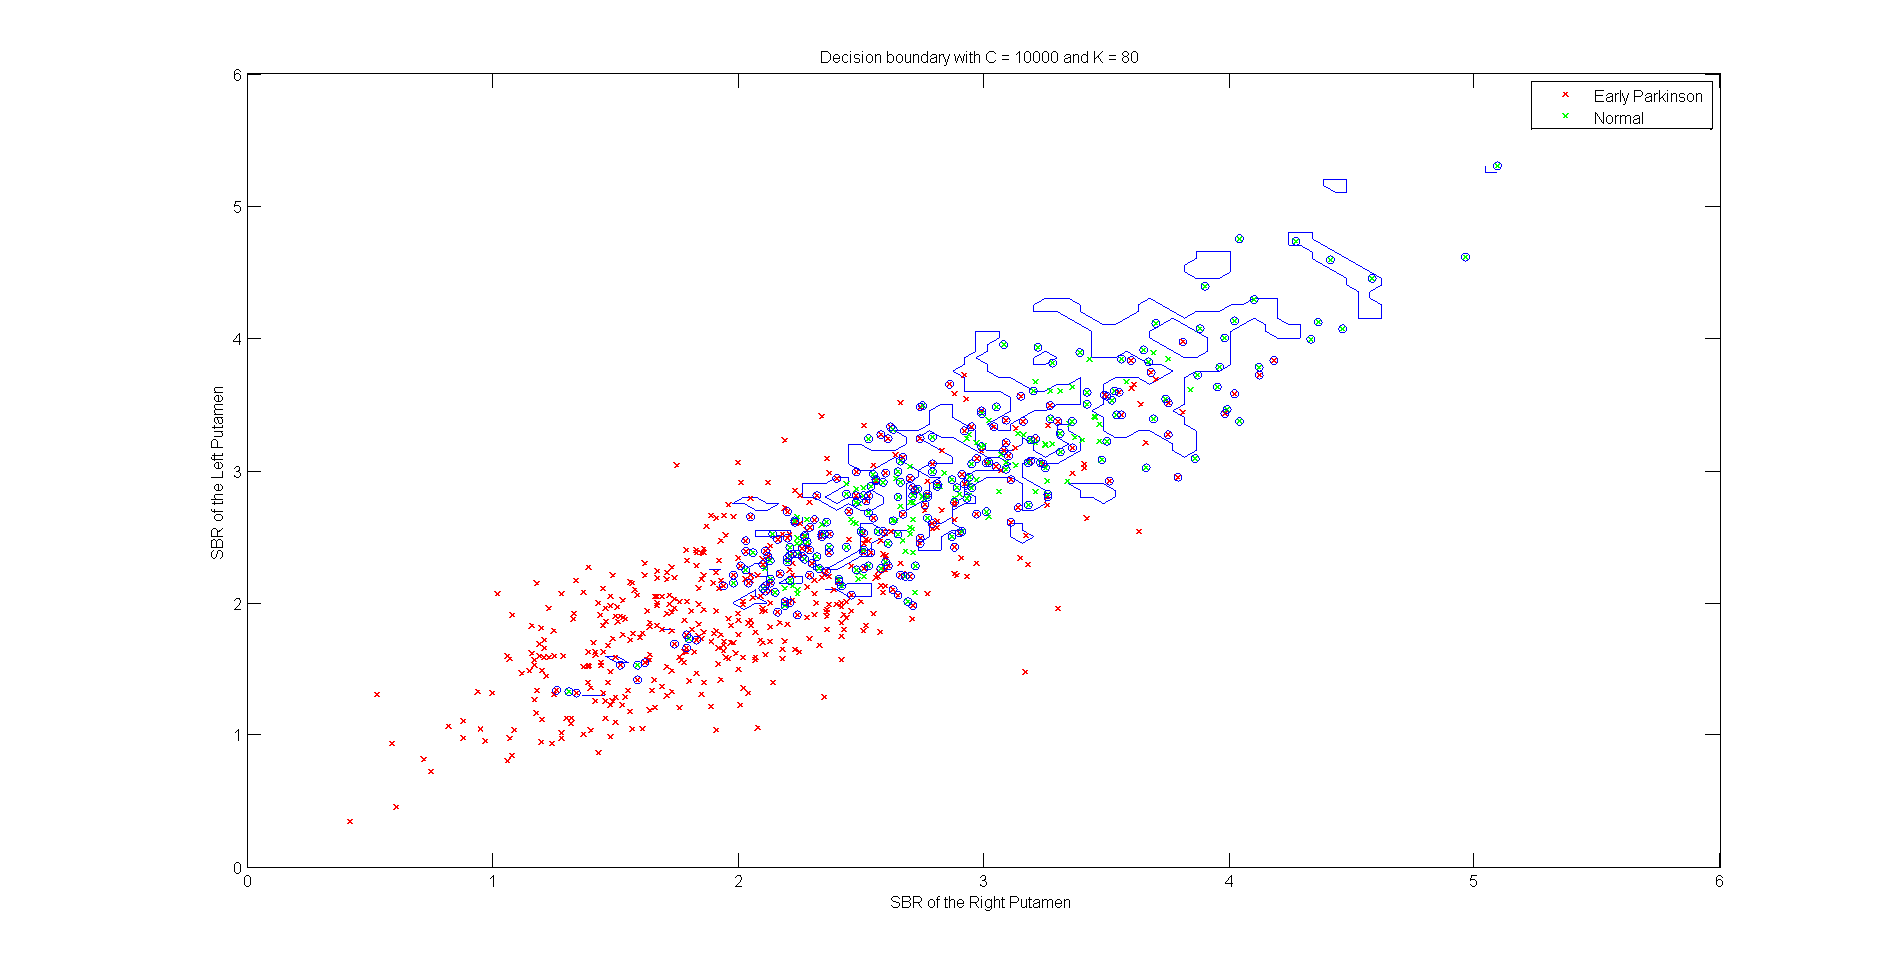 Decision boundary with C = 10000 and K = 80
Early Parkinson
Normal
SBR of the Left Putamen
6
5
4
3
2
1
0
0 1 2 3 4 5 6
SBR of the Right Putamen